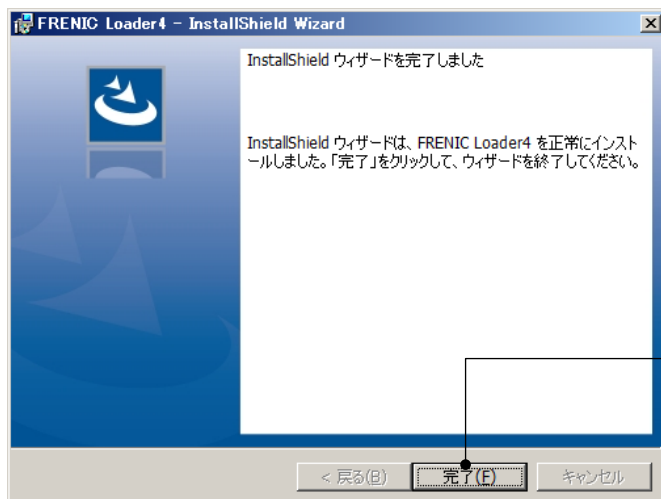 FRENIC Loader4 - InstallShield Wizard
InstallShield ウィザードを完了しました
InstallShield ウィザードは、FRENIC Loader4 を正常にインスト
ールしました。「完了」をクリックして、ウィザードを終了してください。
< 戻る(B)
完了(F)
キャンセル